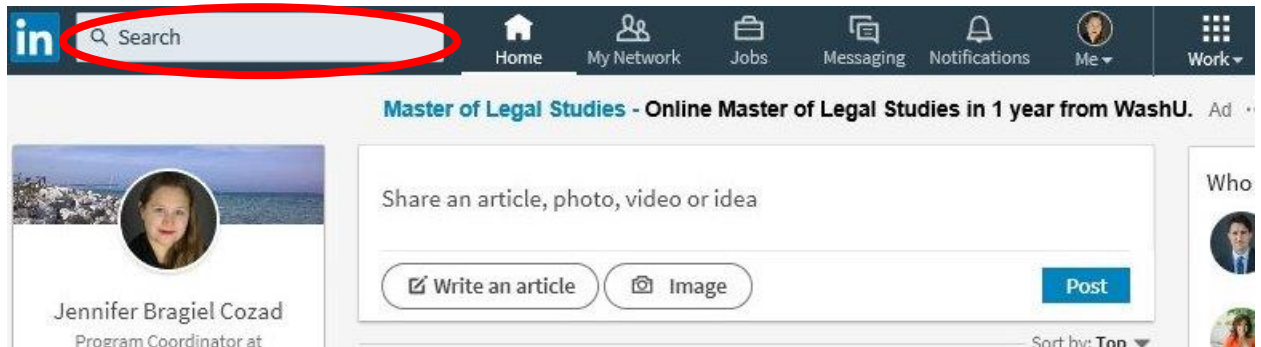 in
Search
Home
My Network
Jobs
Messaging
Notifications
Me
Work
Master of Legal Studies - Online Master of Legal Studies in 1 year from WashU. Ad
Who
Share an article, photo, video or idea
Write an article
Image
Post
Jennifer Bragiel Cozad
Program Coordinator at
Sort by: Top